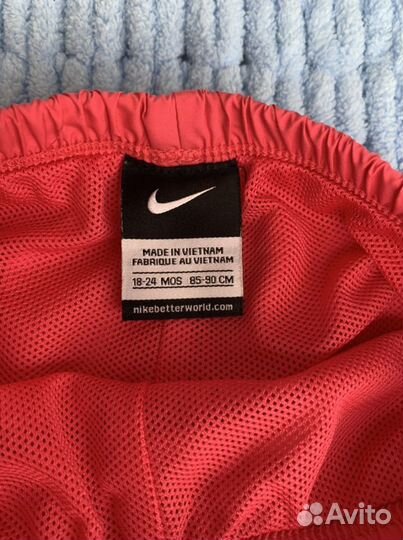 MADE IN VIETNAM
FABRIQUE AU VIETNAM
18-24 MOS 85-90 CM
nikebetterworld.com
Avito